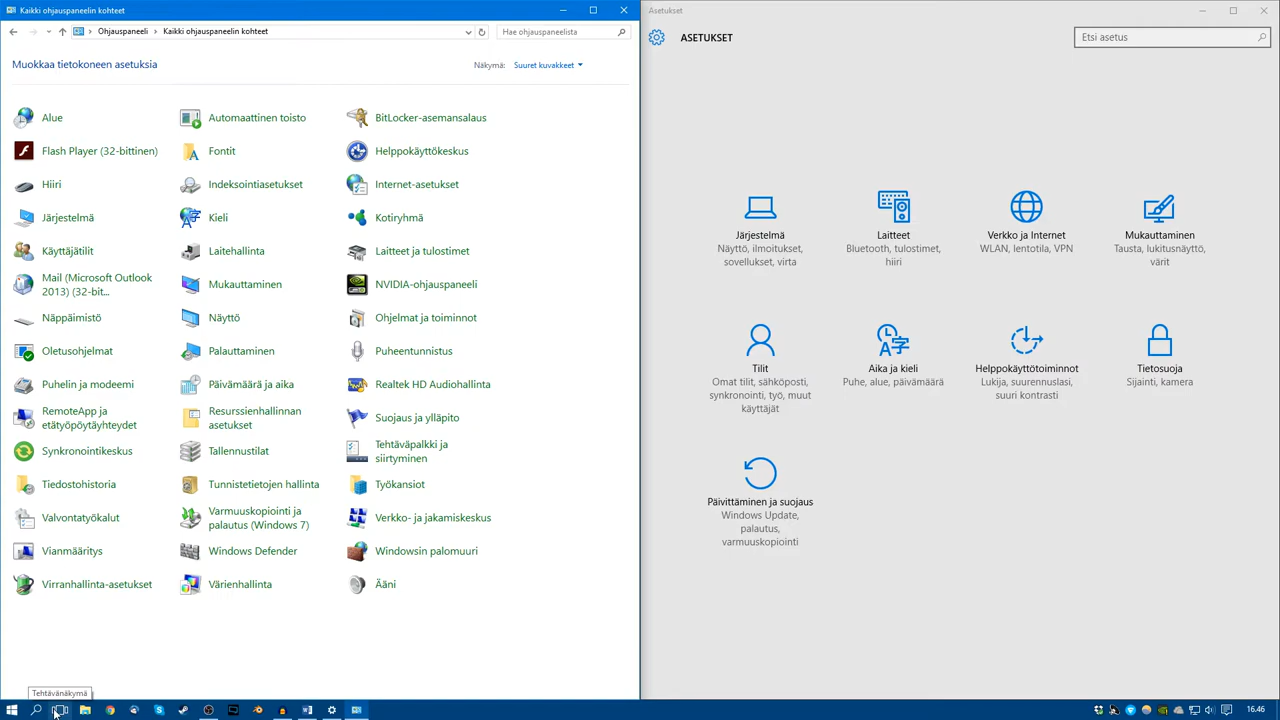 Kaikki ohjauspaneelin kohteet
Ohjauspaneeli > Kaikki ohjauspaneelin kohteet
Hae ohjauspaneelista
Muokkaa tietokoneen asetuksia
Näkymä: Suuret kuvakkeet
Alue
Automaattinen toisto
BitLocker-asemansalaus
Flash Player (32-bittinen)
Fontit
Helppokäyttökeskus
Hiiri
Indeksointiasetukset
Internet-asetukset
Järjestelmä
Kieli
Kotiryhmä
Käyttäjätilit
Laitehallinta
Laitteet ja tulostimet
Mail (Microsoft Outlook
2013) (32-bit...
Mukauttaminen
NVIDIA-ohjauspaneeli
Näppäimistö
Näyttö
Ohjelmat ja toiminnot
Oletusohjelmat
Palauttaminen
Puheentunnistus
Puhelin ja modeemi
Päivämäärä ja aika
Realtek HD Audiohallinta
RemoteApp ja
etätyöpöytäyhteydet
Resurssienhallinnan
asetukset
Suojaus ja ylläpito
Synkronointikeskus
Tallennustilat
Tehtäväpalkki ja
siirtyminen
Tiedostohistoria
Tunnistetietojen hallinta
Työkansiot
Valvontatyökalut
Varmuuskopiointi ja
palautus (Windows 7)
Verkko- ja jakamiskeskus
Vianmääritys
Windows Defender
Windowsin palomuuri
Virranhallinta-asetukset
Värienhallinta
Ääni
Tehtävänäkymä
Asetukset
ASETUKSET
Etsi asetus
Järjestelmä
Näyttö, ilmoitukset,
sovellukset, virta
Laitteet
Bluetooth, tulostimet,
hiiri
Verkko ja Internet
WLAN, lentotila, VPN
Mukauttaminen
Tausta, lukitusnäyttö,
värit
Tilit
Omat tilit, sähköposti,
synkronointi, työ, muut
käyttäjät
Aika ja kieli
Puhe, alue, päivämäärä
Helppokäyttötoiminnot
Lukija, suurennuslasi,
suuri kontrasti
Tietosuoja
Sijainti, kamera
Päivittäminen ja suojaus
Windows Update,
palautus,
varmuuskopiointi
16.46